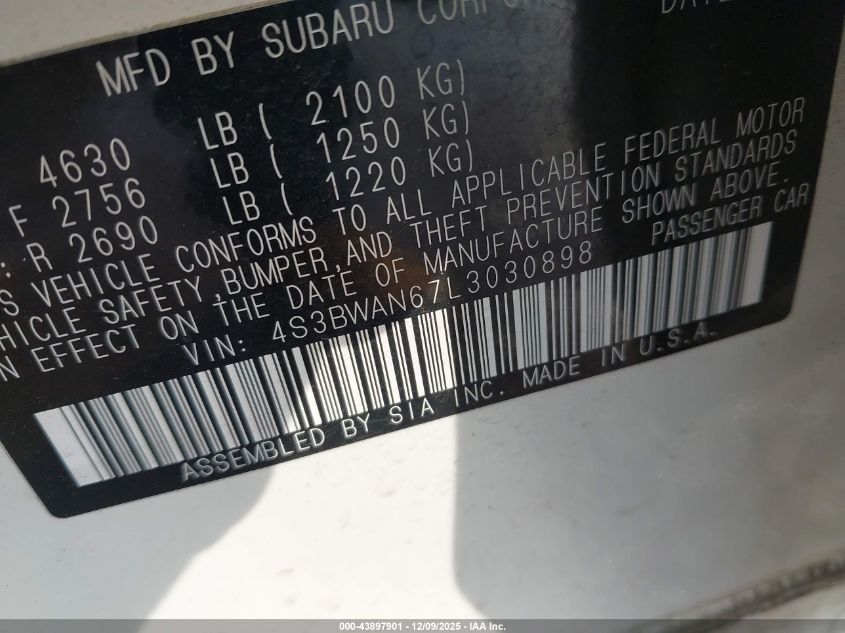 MFD BY SUBARU
4630 LB ( 2100 KG)
F 2756 LB ( 1250 KG)
: R 2690 LB ( 1220 KG)
S VEHICLE CONFORMS TO ALL APPLICABLE FEDERAL MOTOR
HICLE SAFETY,BUMPER,AND THEFT PREVENTION STANDARDS
N EFFECT ON THE DATE OF MANUFACTURE SHOWN ABOVE.
VIN: 4S3BWAN67L3030898 PASSENGER CAR
ASSEMBLED BY SIA INC. MADE IN U.S.A.
000-43897901 - 12/09/2025 - IAA Inc.